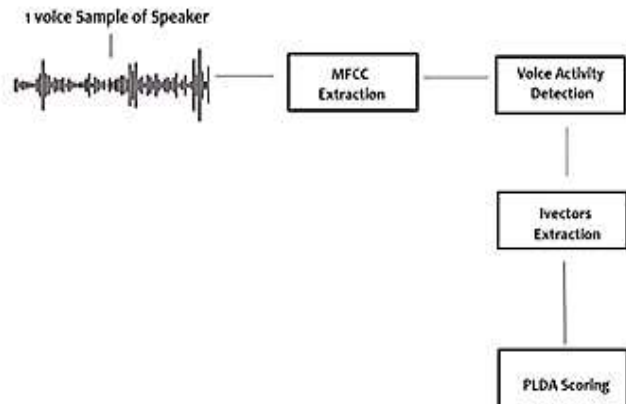 1 voice Sample of Speaker
MFCC
Extraction
Voice Activity
Detection
Ivectors
Extraction
PLDA Scoring